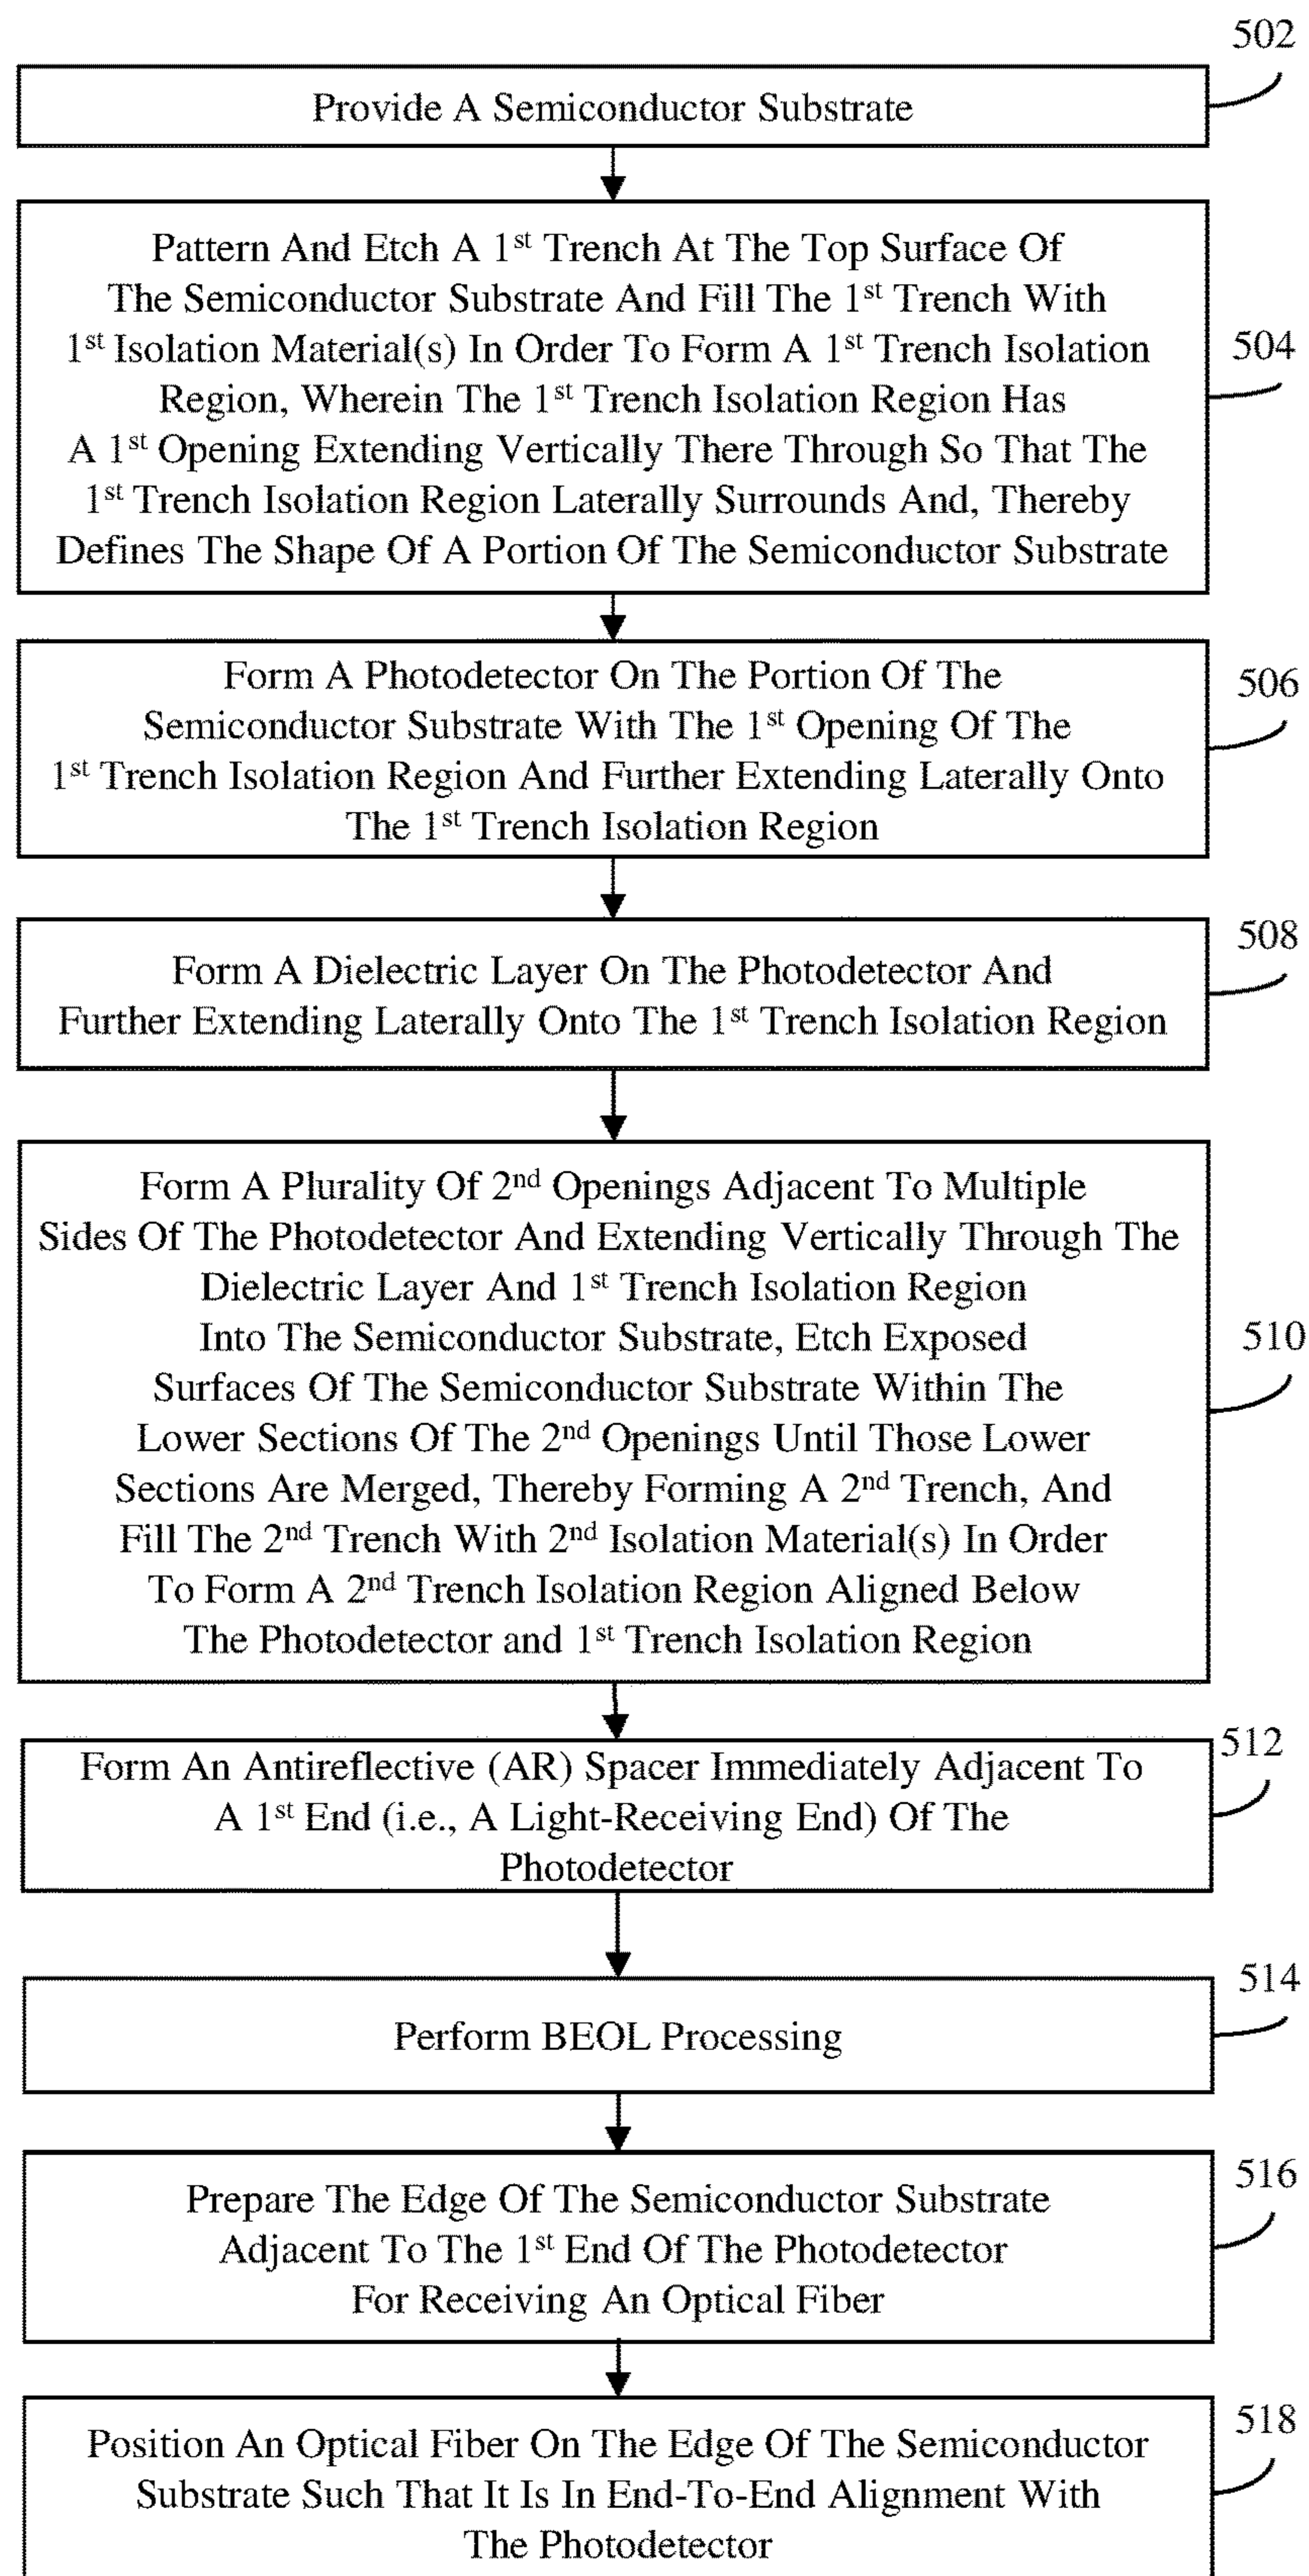 502
Provide A Semiconductor Substrate
Pattern And Etch A 1st Trench At The Top Surface Of
The Semiconductor Substrate And Fill The 1st Trench With
1st Isolation Material(s) In Order To Form A 1st Trench Isolation
Region, Wherein The 1st Trench Isolation Region Has
A 1st Opening Extending Vertically There Through So That The
1st Trench Isolation Region Laterally Surrounds And, Thereby
Defines The Shape Of A Portion Of The Semiconductor Substrate
504
Form A Photodetector On The Portion Of The
Semiconductor Substrate With The 1st Opening Of The
1st Trench Isolation Region And Further Extending Laterally Onto
The 1st Trench Isolation Region
506
Form A Dielectric Layer On The Photodetector And
Further Extending Laterally Onto The 1st Trench Isolation Region
508
Form A Plurality Of 2nd Openings Adjacent To Multiple
Sides Of The Photodetector And Extending Vertically Through The
Dielectric Layer And 1st Trench Isolation Region
Into The Semiconductor Substrate, Etch Exposed
Surfaces Of The Semiconductor Substrate Within The
Lower Sections Of The 2nd Openings Until Those Lower
Sections Are Merged, Thereby Forming A 2nd Trench, And
Fill The 2nd Trench With 2nd Isolation Material(s) In Order
To Form A 2nd Trench Isolation Region Aligned Below
The Photodetector and 1st Trench Isolation Region
510
Form An Antireflective (AR) Spacer Immediately Adjacent To
A 1st End (i.e., A Light-Receiving End) Of The
Photodetector
512
Perform BEOL Processing
514
Prepare The Edge Of The Semiconductor Substrate
Adjacent To The 1st End Of The Photodetector
For Receiving An Optical Fiber
516
Position An Optical Fiber On The Edge Of The Semiconductor
Substrate Such That It Is In End-To-End Alignment With
The Photodetector
518